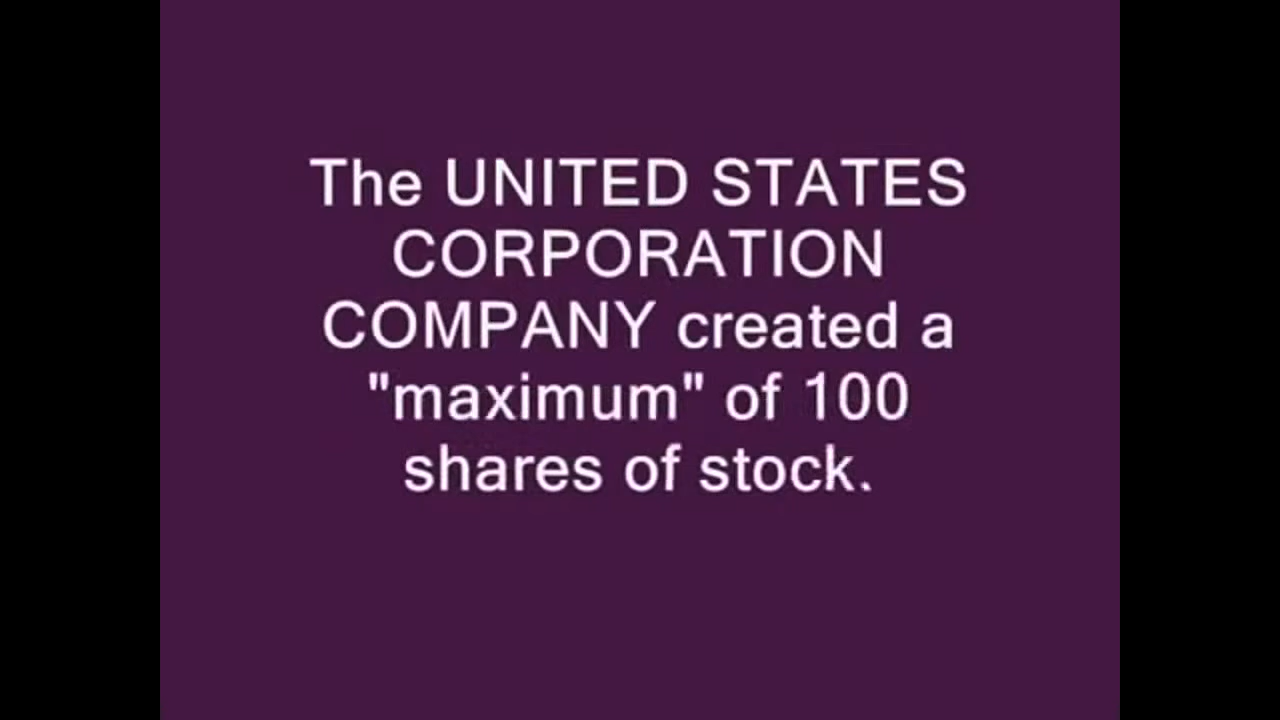 The UNITED STATES
CORPORATION
COMPANY created a
"maximum" of 100
shares of stock.